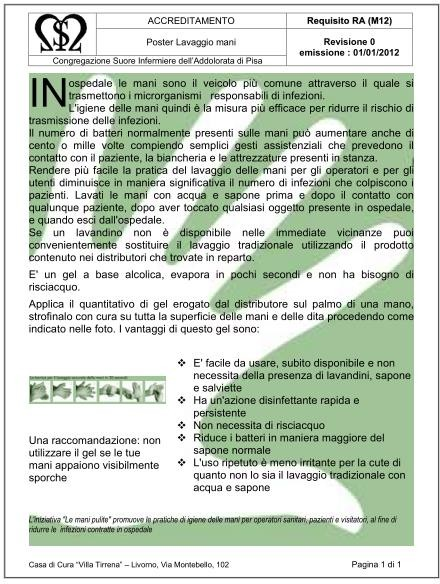 ACCREDITAMENTO
Requisito RA (M12)
Poster Lavaggio mani
Revisione 0
emissione : 01/01/2012
Congregazione Suore Infermiere dell'Addolorata di Pisa
IN ospedale le mani sono il veicolo più comune attraverso il quale si
trasmettono i microrganismi responsabili di infezioni.
L'igiene delle mani quindi è la misura più efficace per ridurre il rischio di
trasmissione delle infezioni.
Il numero di batteri normalmente presenti sulle mani può aumentare anche di
cento o mille volte compiendo semplici gesti assistenziali che prevedono il
contatto con il paziente, la biancheria e le attrezzature presenti in stanza.
Rendere più facile la pratica del lavaggio delle mani per gli operatori e per gli
utenti diminuisce in maniera significativa il numero di infezioni che colpiscono i
pazienti. Lavati le mani con acqua e sapone prima e dopo il contatto con
qualunque paziente, dopo aver toccato qualsiasi oggetto presente in ospedale,
e quando esci dall'ospedale.
Se un lavandino non è disponibile nelle immediate vicinanze puoi
convenientemente sostituire il lavaggio tradizionale utilizzando il prodotto
contenuto nei distributori che trovate in reparto.
E' un gel a base alcolica, evapora in pochi secondi e non ha bisogno di
risciacquo.
Applica il quantitativo di gel erogato dal distributore sul palmo di una mano,
strofinalo con cura su tutta la superficie delle mani e delle dita procedendo come
indicato nelle foto. I vantaggi di questo gel sono:
❖ E' facile da usare, subito disponibile e non
necessita della presenza di lavandini, sapone
e salviette
❖ Ha un'azione disinfettante rapida e
persistente
❖ Non necessita di risciacquo
❖ Riduce i batteri in maniera maggiore del
sapone normale
❖ L'uso ripetuto è meno irritante per la cute di
quanto non lo sia il lavaggio tradizionale con
acqua e sapone
Una raccomandazione: non
utilizzare il gel se le tue
mani appaiono visibilmente
sporche
L'iniziativa "Le mani pulite" promuove le pratiche di igiene delle mani per operatori sanitari, pazienti e visitatori, al fine di
ridurre le infezioni contratte in ospedale
Casa di Cura "Villa Tirrena" – Livorno, Via Montebello, 102
Pagina 1 di 1